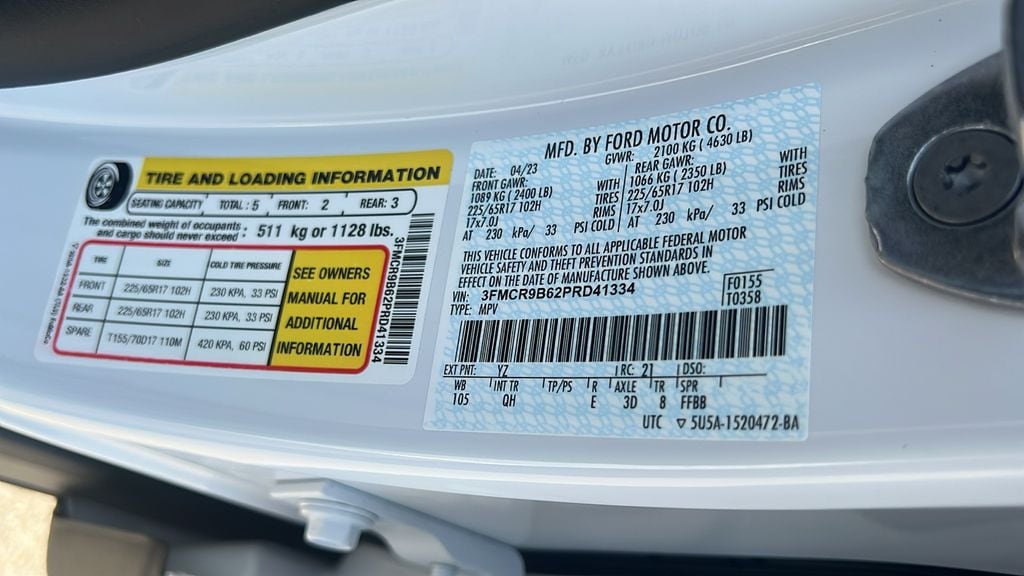 TIRE AND LOADING INFORMATION
SEATING CAPACITY TOTAL : 5 FRONT: 2 REAR: 3
The combined weight of occupants
and cargo should never exceed : 511 kg or 1128 lbs.
TIRE SIZE COLD TIRE PRESSURE
FRONT 225/65R17 102H 230 KPA, 33 PSI
REAR 225/65R17 102H 230 KPA, 33 PSI
SPARE T155/70D17 110M 420 KPA, 60 PSI
SEE OWNERS
MANUAL FOR
ADDITIONAL
INFORMATION
3FMCR9B62PRD41334
MFD. BY FORD MOTOR CO.
DATE: 04/23 GVWR: 2100 KG ( 4630 LB)
FRONT GAWR: REAR GAWR:
1089 KG ( 2400 LB) WITH 1066 KG ( 2350 LB) WITH
225/65R17 102H TIRES 225/65R17 102H TIRES
17x7.0J RIMS 17x7.0J RIMS
AT 230 kPa/ 33 PSI COLD AT 230 kPa/ 33 PSI COLD
THIS VEHICLE CONFORMS TO ALL APPLICABLE FEDERAL MOTOR
VEHICLE SAFETY AND THEFT PREVENTION STANDARDS IN
EFFECT ON THE DATE OF MANUFACTURE SHOWN ABOVE.
VIN: 3FMCR9B62PRD41334 F0155
TYPE: MPV T0358
EXT PNT: YZ RC: 21 DSO:
WB INT TR TP/PS R AXLE TR SPR
105 QH E 3D 8 FFBB
UTC ▽ 5U5A-1520472-BA